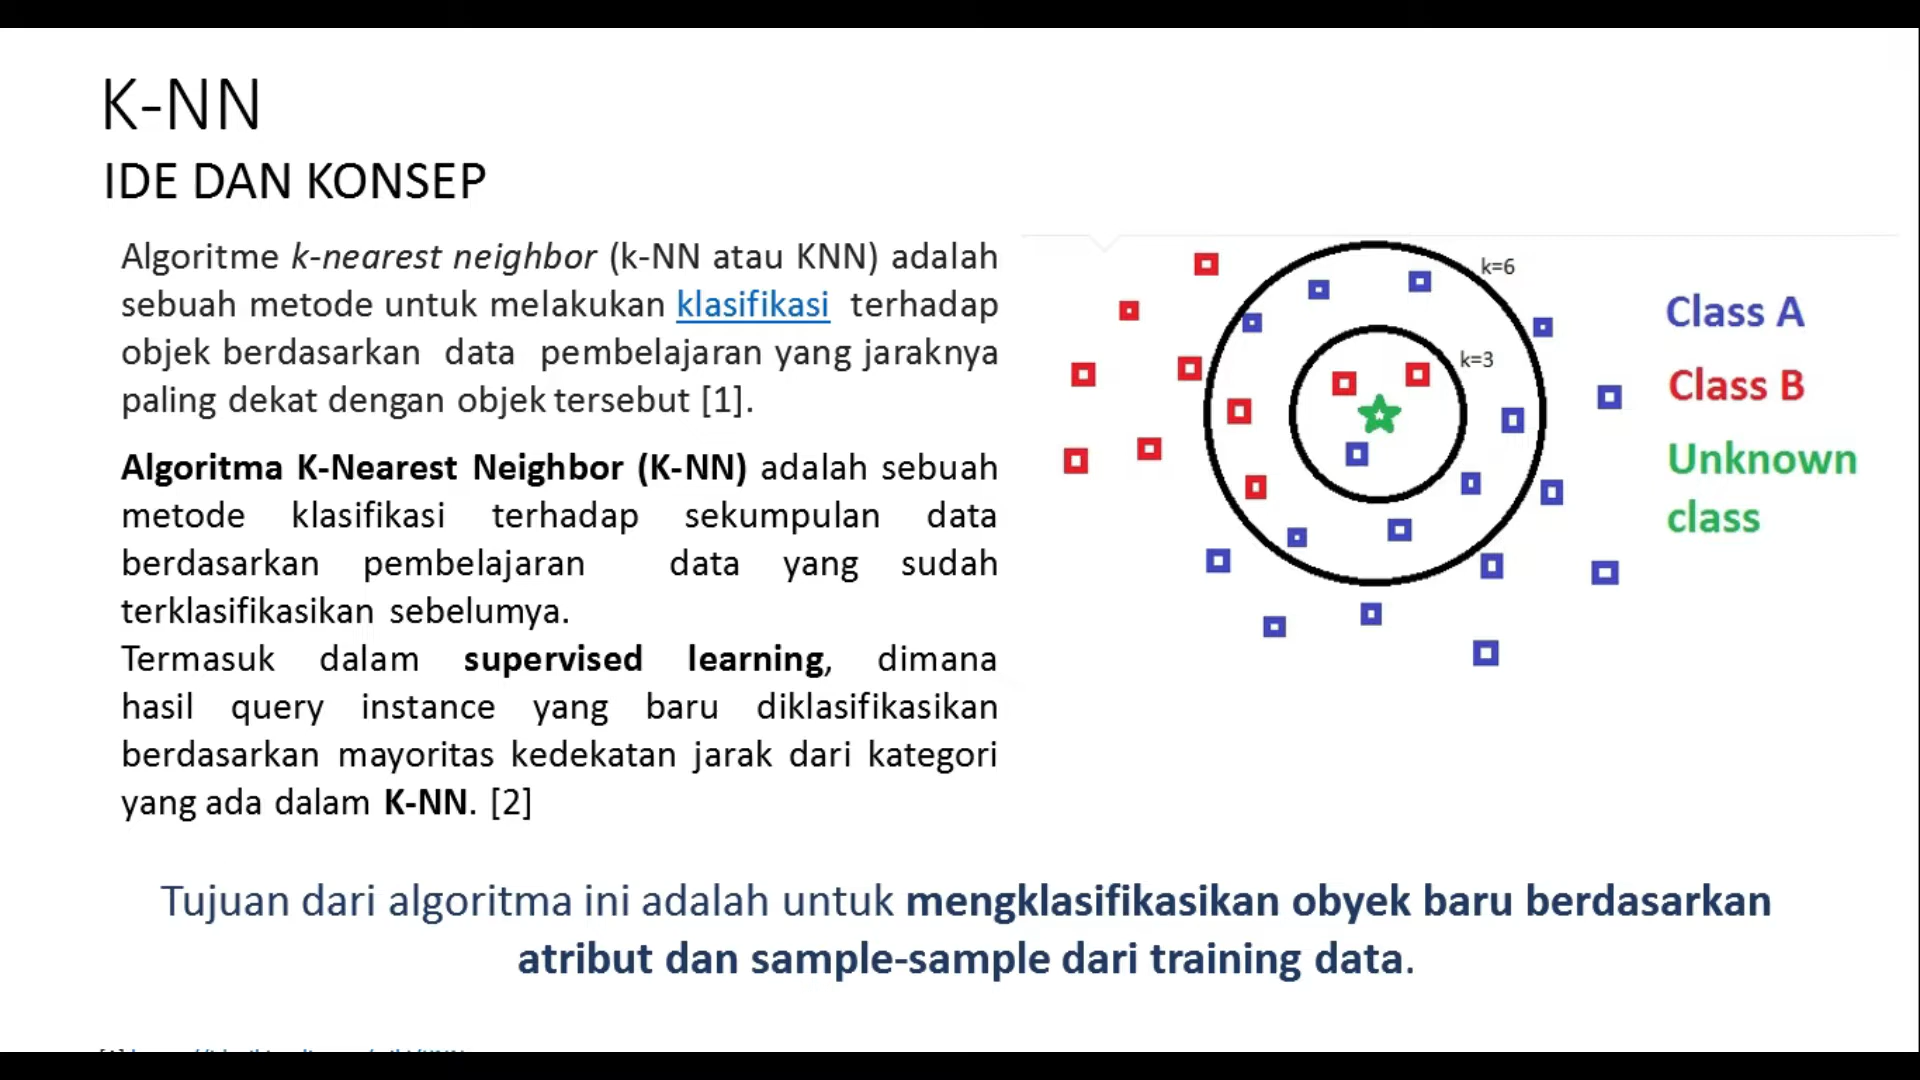 K-NN
IDE DAN KONSEP
Algoritme k-nearest neighbor (k-NN atau KNN) adalah
sebuah metode untuk melakukan klasifikasi terhadap
objek berdasarkan data pembelajaran yang jaraknya
paling dekat dengan objek tersebut [1].
Algoritma K-Nearest Neighbor (K-NN) adalah sebuah
metode klasifikasi terhadap sekumpulan data
berdasarkan pembelajaran data yang sudah
terklasifikasikan sebelumya.
Termasuk dalam supervised learning, dimana
hasil query instance yang baru diklasifikasikan
berdasarkan mayoritas kedekatan jarak dari kategori
yang ada dalam K-NN. [2]
k=6
k=3
Class A
Class B
Unknown
class
Tujuan dari algoritma ini adalah untuk mengklasifikasikan obyek baru berdasarkan
atribut dan sample-sample dari training data.